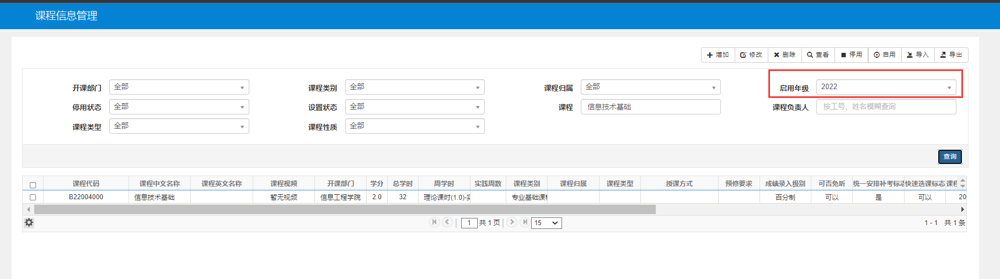 课程信息管理
增加 修改 删除 查看 停用 启用 导入 导出
开课部门 全部 课程类别 全部 课程归属 全部 启用年级 2022
停用状态 全部 设置状态 全部 课程 信息技术基础 课程负责人 按工号、姓名模糊查询
课程类型 全部 课程性质 全部
查询
课程代码 课程中文名称 课程英文名称 课程视频 开课部门 学分 总学时 周学时 实践周数 课程类别 课程归属 课程类型 授课方式 预修要求 成绩录入级别 可否免听 统一安排补考标志 快速选课标志 课程
B22004000 信息技术基础 暂无视频 信息工程学院 2.0 32 理论课时(1.0)-实 专业基础课程 百分制 可以 是 可以 20
1 共 1 页 15 1 - 1 共 1 条